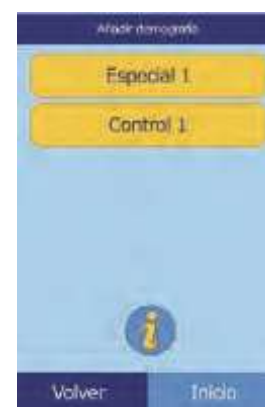 Añadir demografía
Especial 1
Control 1
i
Volver
Inicio